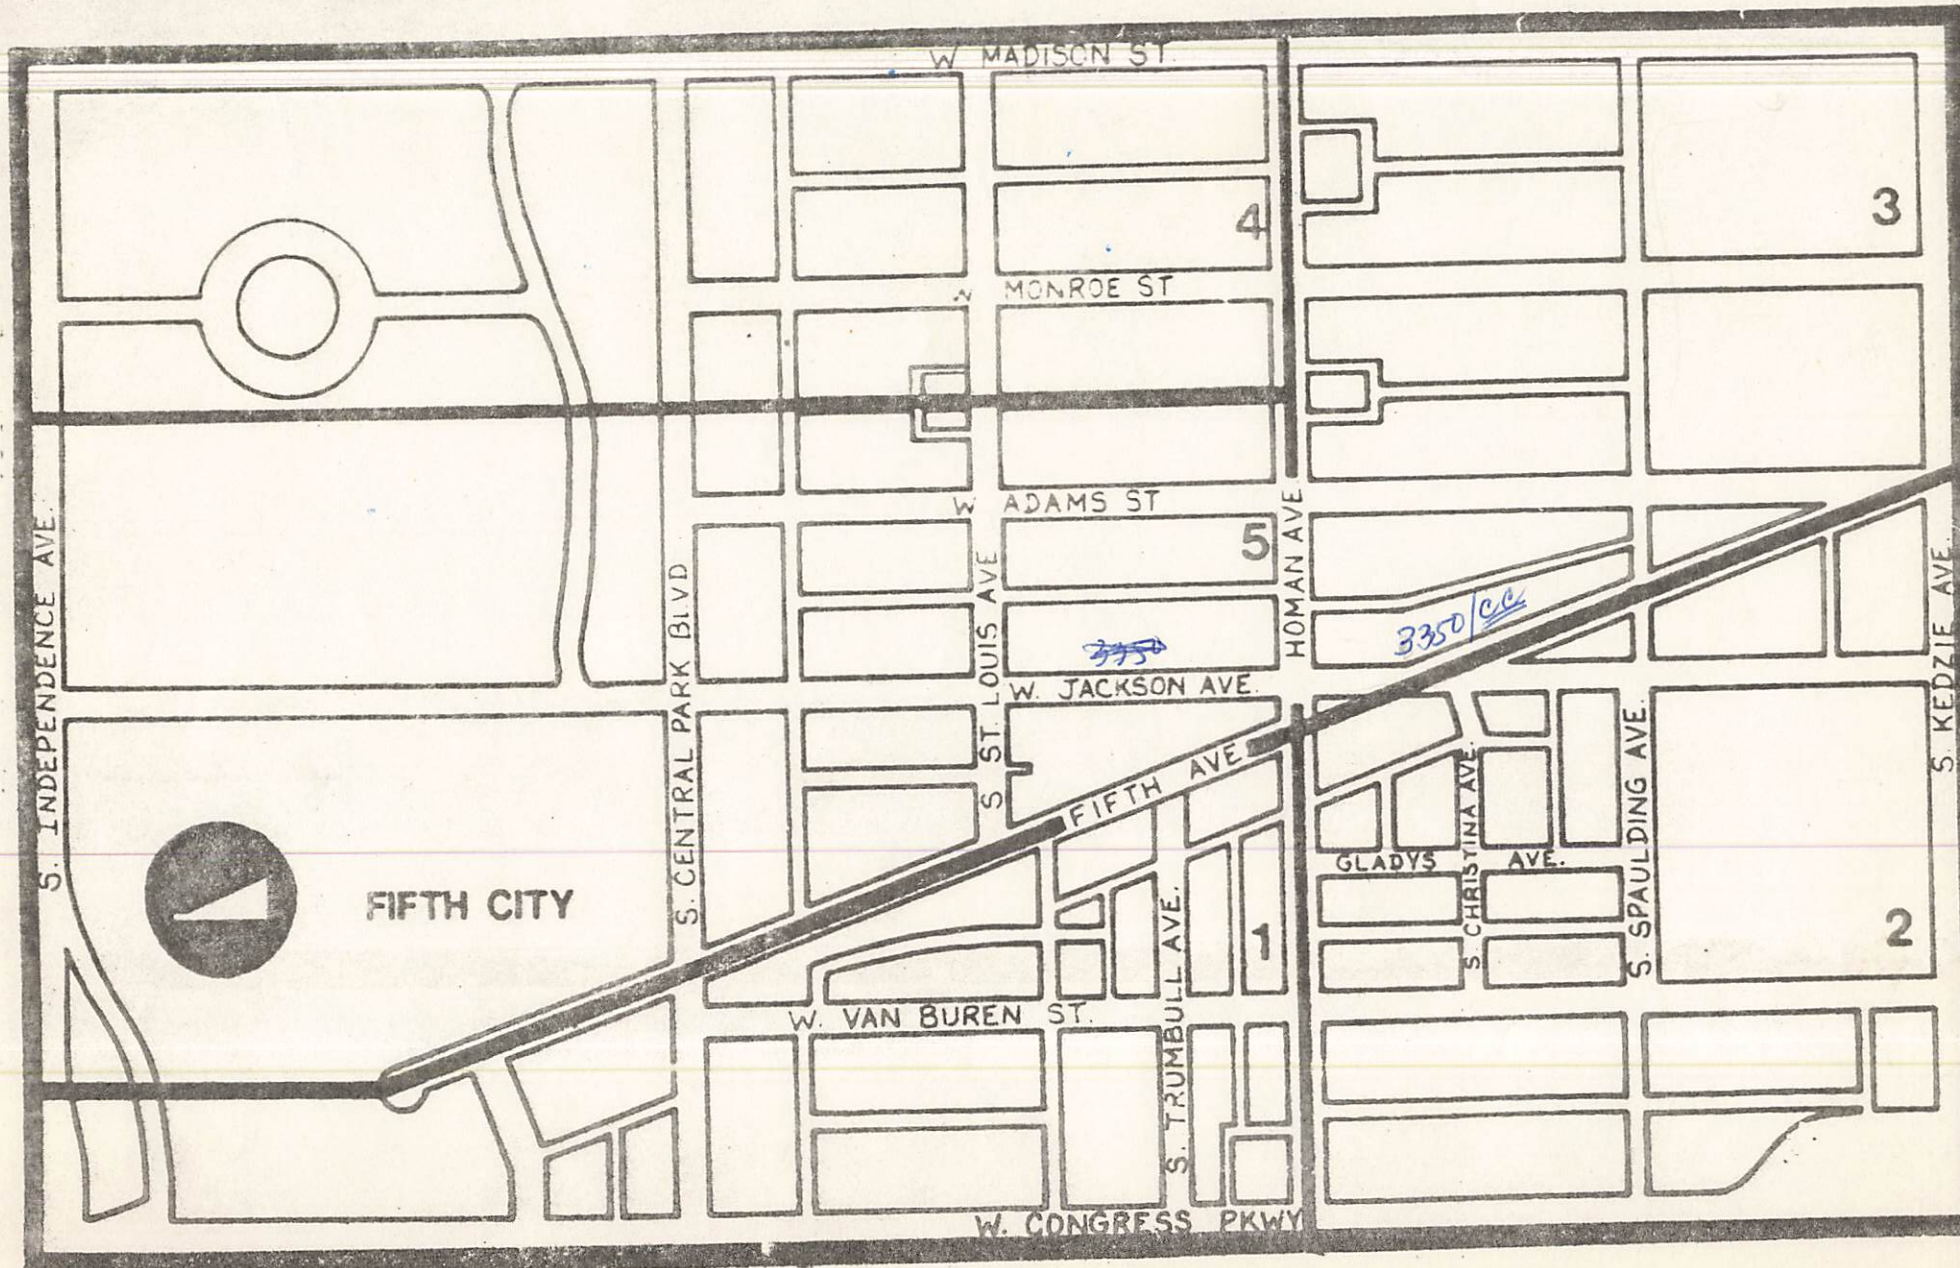 W MADISON ST.
3
4
W MONROE ST
W ADAMS ST
5
HOMAN AVE
S. INDEPENDENCE AVE.
S. CENTRAL PARK BLVD
S ST. LOUIS AVE
3350
3350/CC
W. JACKSON AVE.
S. KEDZIE AVE.
FIFTH AVE.
S. CHRISTINA AVE.
S. SPAULDING AVE.
GLADYS AVE.
FIFTH CITY
S. TRUMBULL AVE.
1
2
W. VAN BUREN ST.
W. CONGRESS PKWY